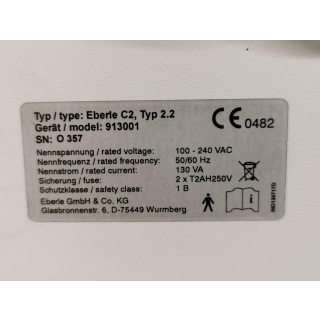 Typ / type: Eberle C2, Typ 2.2
Gerät / model: 913001
SN: O 357
CE 0482
Nennspannung / rated voltage: 100 - 240 VAC
Nennfrequenz / rated frequency: 50/60 Hz
Nennstrom / rated current: 130 VA
Sicherung / fuse: 2 x T2AH250V
Schutzklasse / safety class: 1 B
Eberle GmbH & Co. KG
Glasbronnenstr. 6, D-75449 Wurmberg